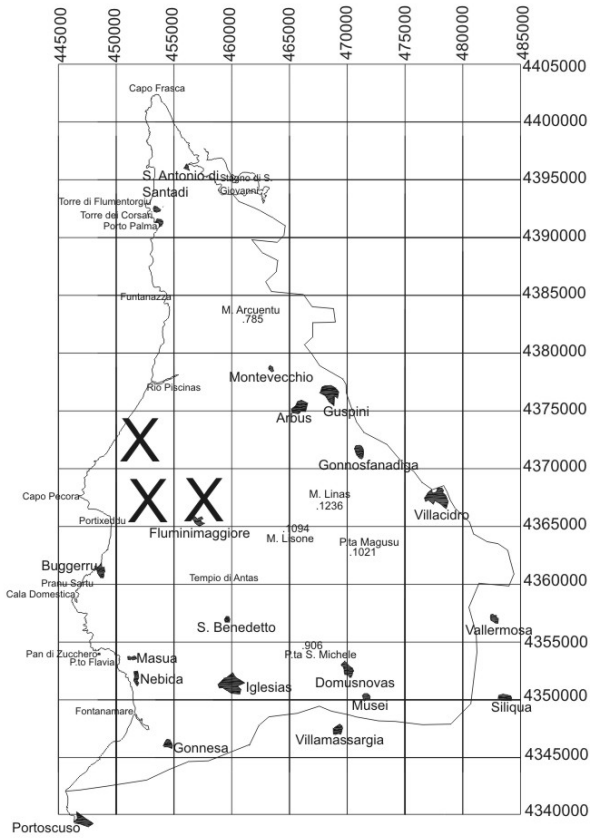 445000
450000
455000
460000
465000
470000
475000
480000
485000
4405000
Capo Frasca
4400000
S. Antonio di
Santadi
Stagno di S.
Giovanni
4395000
Torre di Flumentorgiu
Torre dei Corsari
Porto Palma
4390000
Funtanazza
4385000
M. Arcuentu
.785
4380000
Montevecchio
Rio Piscinas
Arbus
Guspini
4375000
X
Gonnosfanadiga
4370000
Capo Pecora
X X
M. Linas
.1236
Villacidro
Portixeddu
Fluminimaggiore
4365000
.1094
M. Lisone
P.ta Magusu
.1021
Buggerru
Pranu Sartu
Cala Domestica
Tempio di Antas
4360000
S. Benedetto
Vallermosa
4355000
Pan di Zucchero
P.to Flavia
Masua
.906
P.ta S. Michele
Nebida
Iglesias
Domusnovas
Musei
Siliqua
4350000
Fontanamare
Gonnesa
Villamassargia
4345000
Portoscuso
4340000